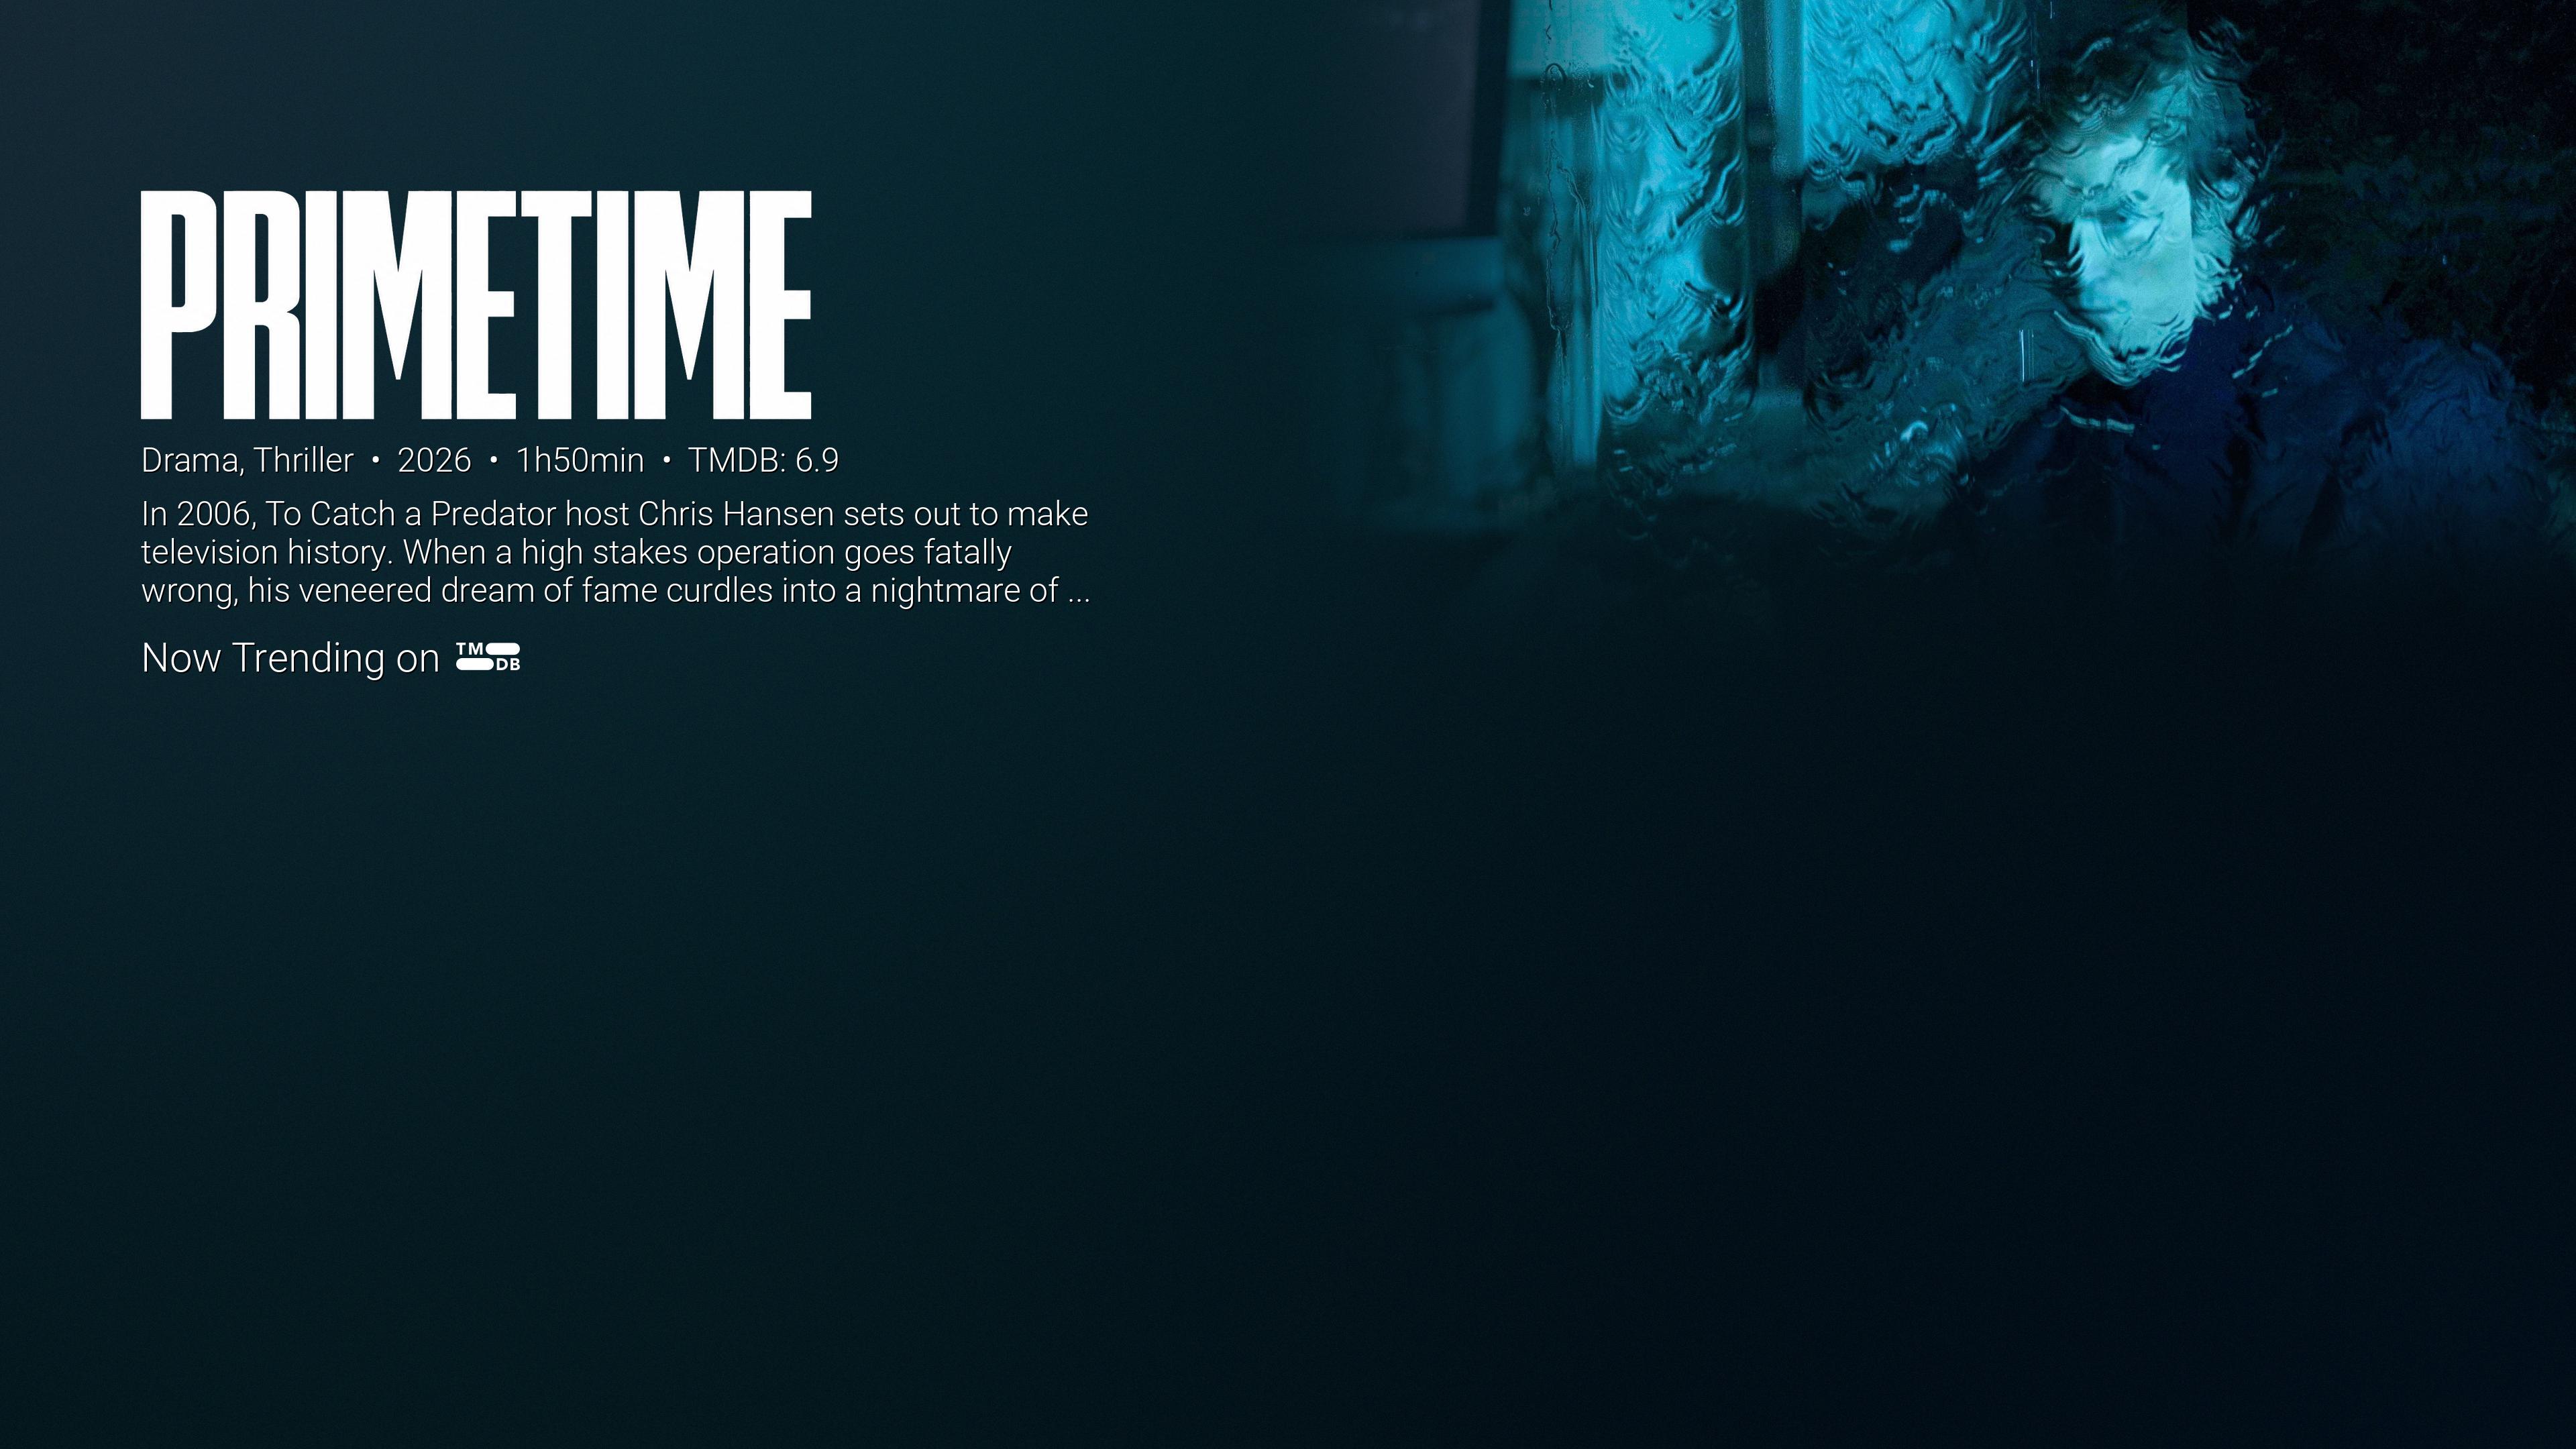 PRIMETIME
Drama, Thriller • 2026 • 1h50min • TMDB: 6.9
In 2006, To Catch a Predator host Chris Hansen sets out to make
television history. When a high stakes operation goes fatally
wrong, his veneered dream of fame curdles into a nightmare of ...
Now Trending on TMDB